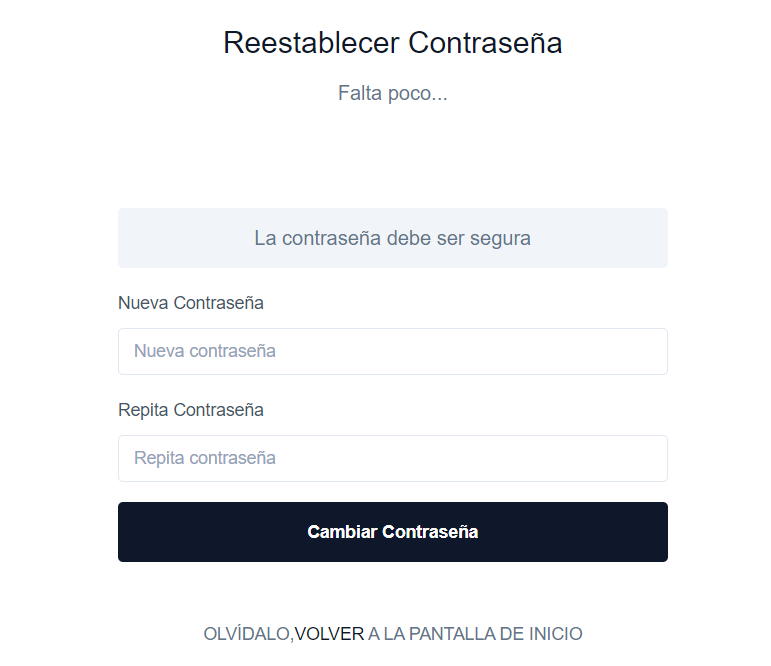 Reestablecer Contraseña
Falta poco...
La contraseña debe ser segura
Nueva Contraseña
Nueva contraseña
Repita Contraseña
Repita contraseña
Cambiar Contraseña
OLVÍDALO,VOLVER A LA PANTALLA DE INICIO